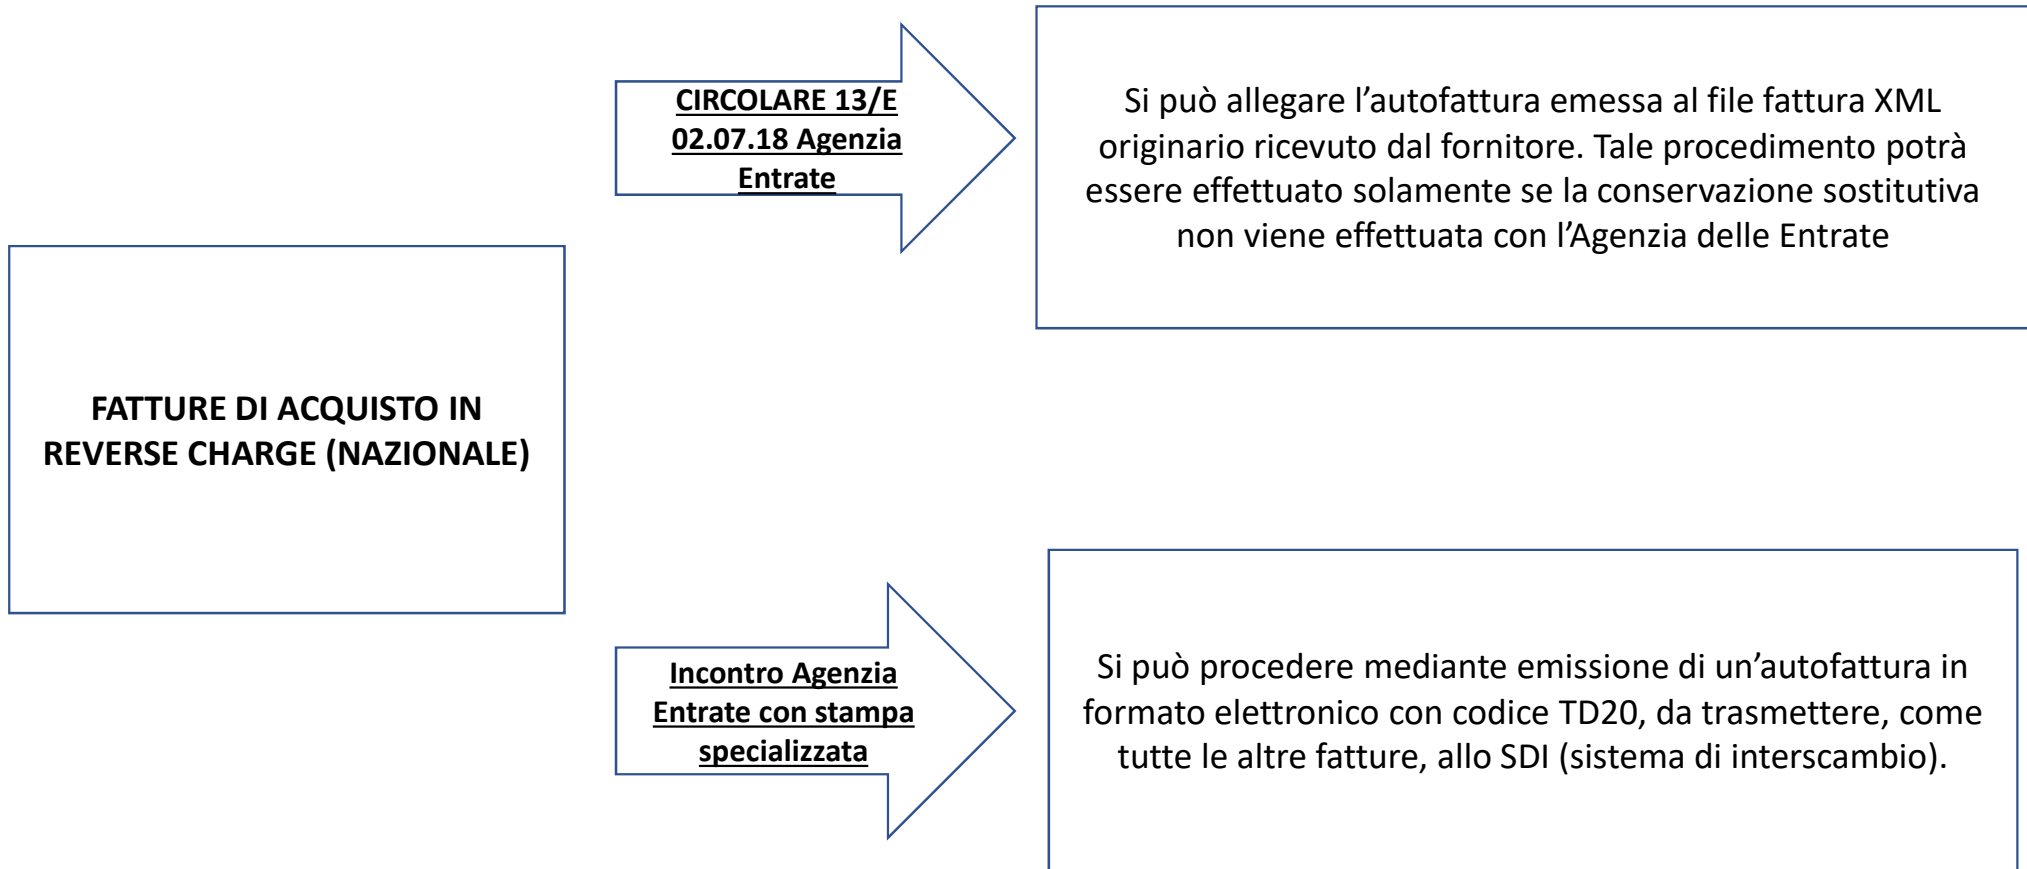 CIRCOLARE 13/E
02.07.18 Agenzia
Entrate
Si può allegare l’autofattura emessa al file fattura XML
originario ricevuto dal fornitore. Tale procedimento potrà
essere effettuato solamente se la conservazione sostitutiva
non viene effettuata con l’Agenzia delle Entrate
FATTURE DI ACQUISTO IN
REVERSE CHARGE (NAZIONALE)
Incontro Agenzia
Entrate con stampa
specializzata
Si può procedere mediante emissione di un’autofattura in
formato elettronico con codice TD20, da trasmettere, come
tutte le altre fatture, allo SDI (sistema di interscambio).